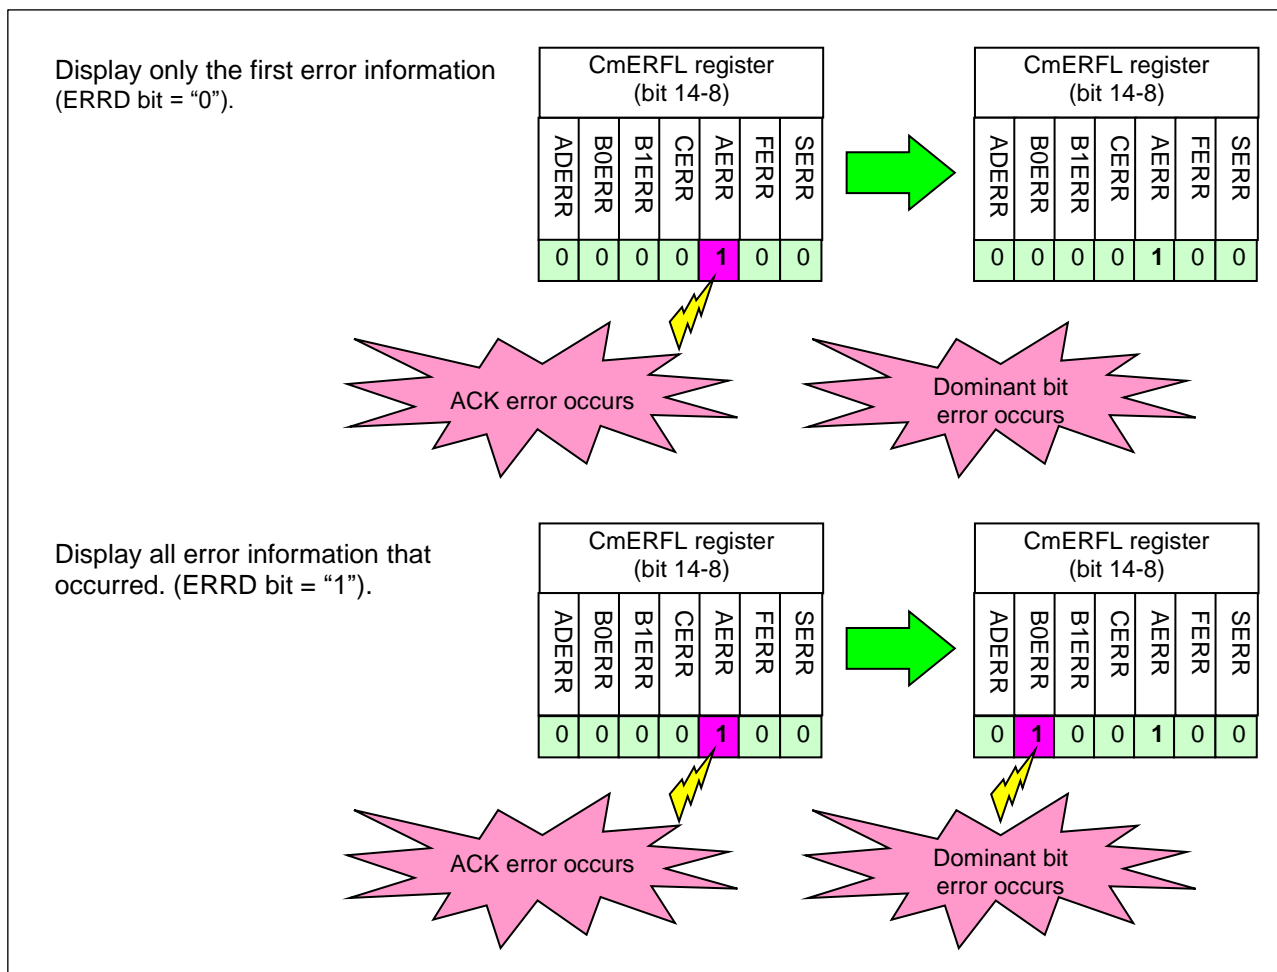 Display only the first error information
(ERRD bit = “0”).
CmERFL register
(bit 14-8)
ADERR B0ERR B1ERR CERR AERR FERR SERR
0 0 0 0 1 0 0
CmERFL register
(bit 14-8)
ADERR B0ERR B1ERR CERR AERR FERR SERR
0 0 0 0 1 0 0
ACK error occurs
Dominant bit
error occurs
Display all error information that
occurred. (ERRD bit = “1”).
CmERFL register
(bit 14-8)
ADERR B0ERR B1ERR CERR AERR FERR SERR
0 0 0 0 1 0 0
CmERFL register
(bit 14-8)
ADERR B0ERR B1ERR CERR AERR FERR SERR
0 1 0 0 1 0 0
ACK error occurs
Dominant bit
error occurs